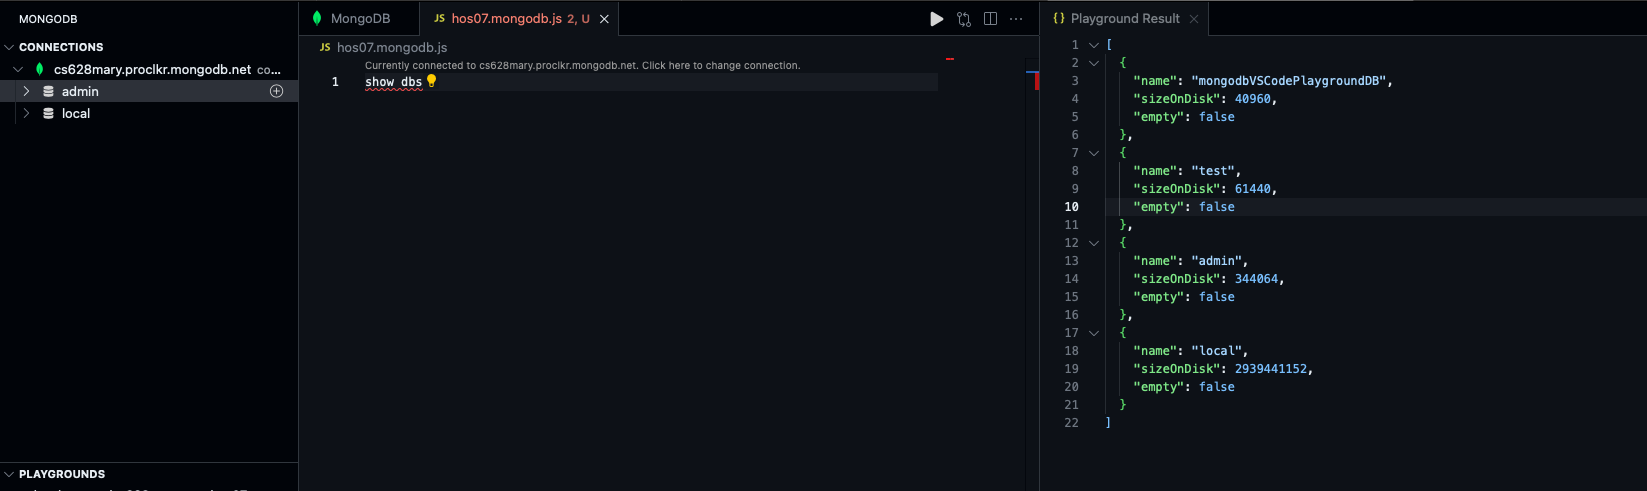 MONGODB
CONNECTIONS
cs628mary.proclkr.mongodb.net co...
admin
local
PLAYGROUNDS
MongoDB
JS hos07.mongodb.js 2, U
JS hos07.mongodb.js
Currently connected to cs628mary.proclkr.mongodb.net. Click here to change connection.
1 show dbs
{} Playground Result
1 [
2 {
3 "name": "mongodbVSCodePlaygroundDB",
4 "sizeOnDisk": 40960,
5 "empty": false
6 },
7 {
8 "name": "test",
9 "sizeOnDisk": 61440,
10 "empty": false
11 },
12 {
13 "name": "admin",
14 "sizeOnDisk": 344064,
15 "empty": false
16 },
17 {
18 "name": "local",
19 "sizeOnDisk": 2939441152,
20 "empty": false
21 }
22 ]